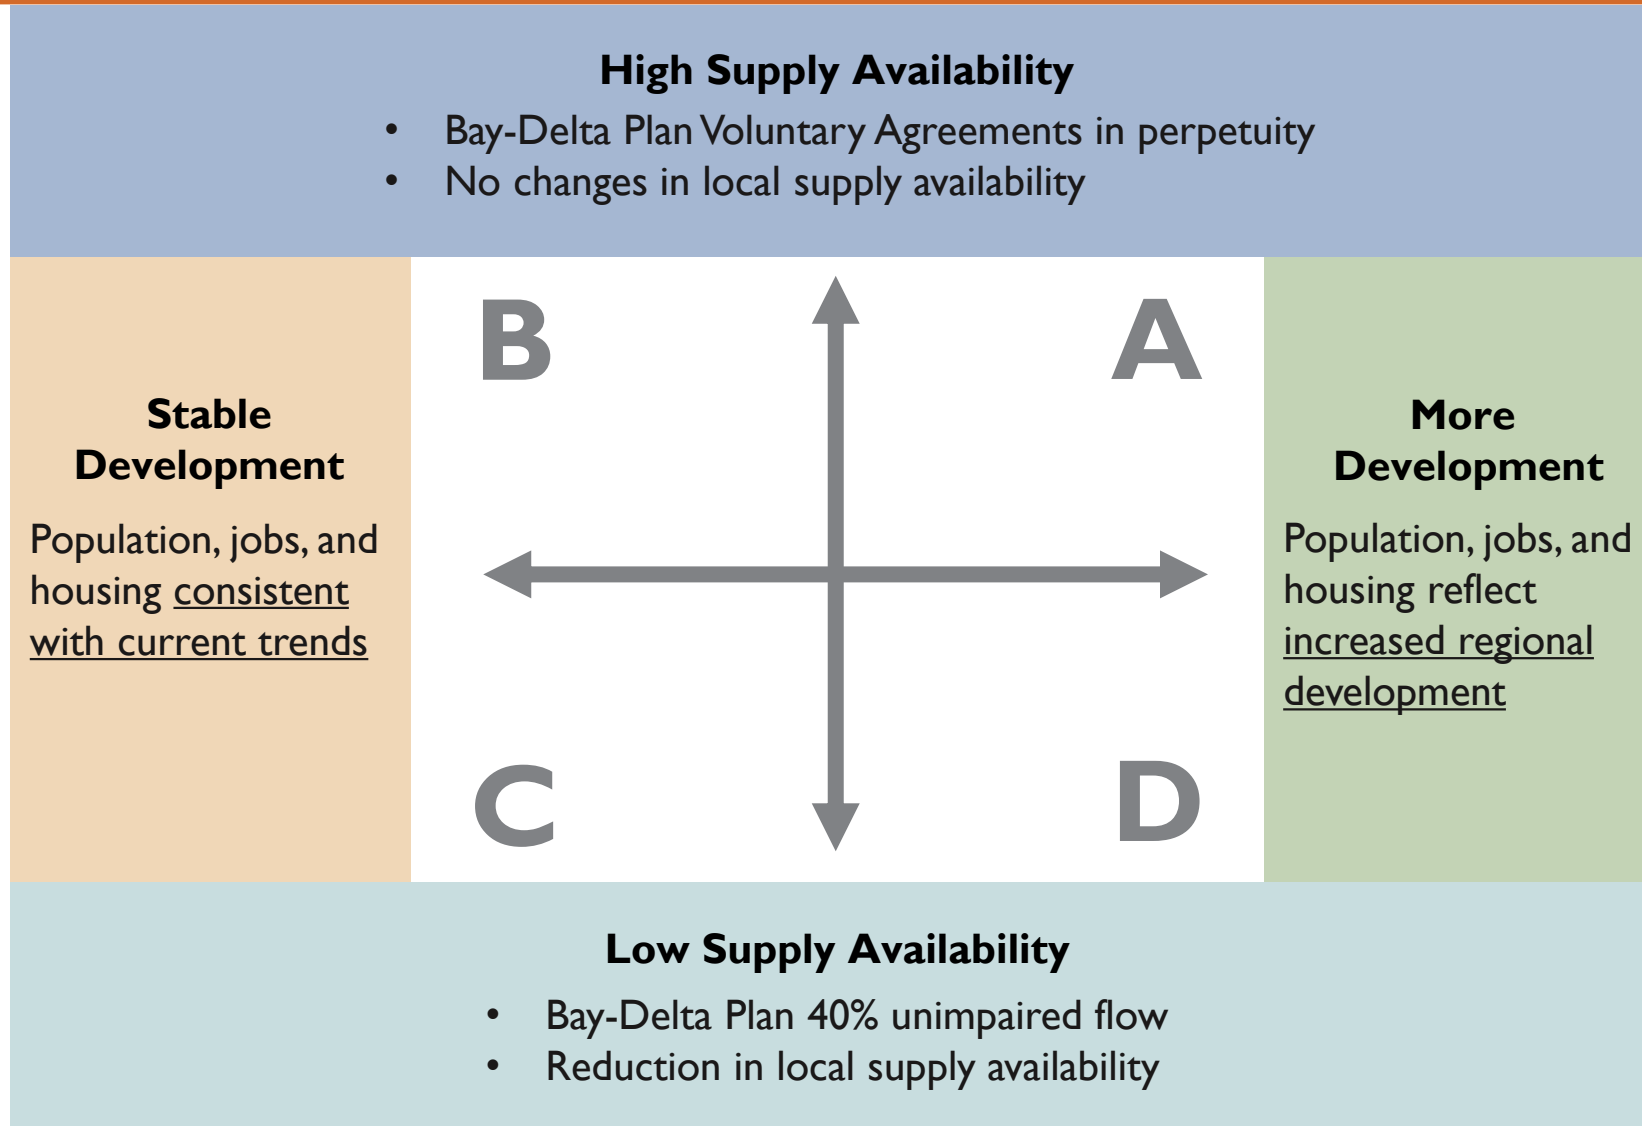 High Supply Availability
• Bay-Delta Plan Voluntary Agreements in perpetuity
• No changes in local supply availability
B
A
Stable
Development
Population, jobs, and
housing consistent
with current trends
More
Development
Population, jobs, and
housing reflect
increased regional
development
C
D
Low Supply Availability
• Bay-Delta Plan 40% unimpaired flow
• Reduction in local supply availability